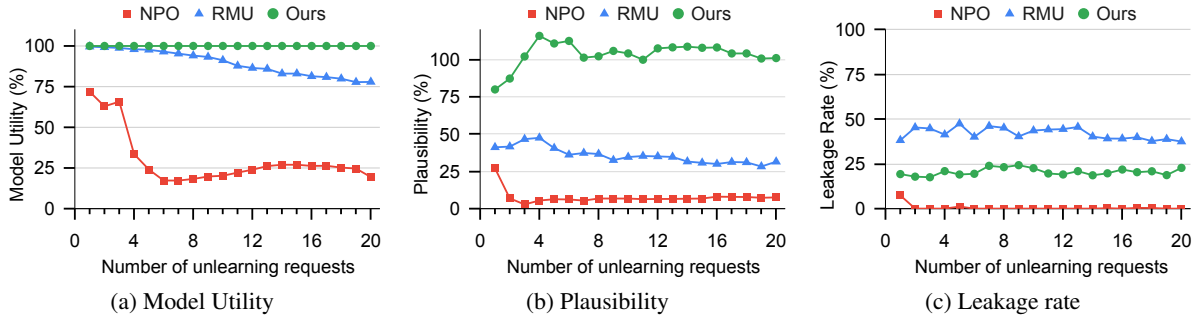 NPO RMU Ours
100
75
50
25
0
Model Utility (%)
0 4 8 12 16 20
Number of unlearning requests
(a) Model Utility
NPO RMU Ours
100
75
50
25
0
Plausibility (%)
0 4 8 12 16 20
Number of unlearning requests
(b) Plausibility
NPO RMU Ours
100
75
50
25
0
Leakage Rate (%)
0 4 8 12 16 20
Number of unlearning requests
(c) Leakage rate